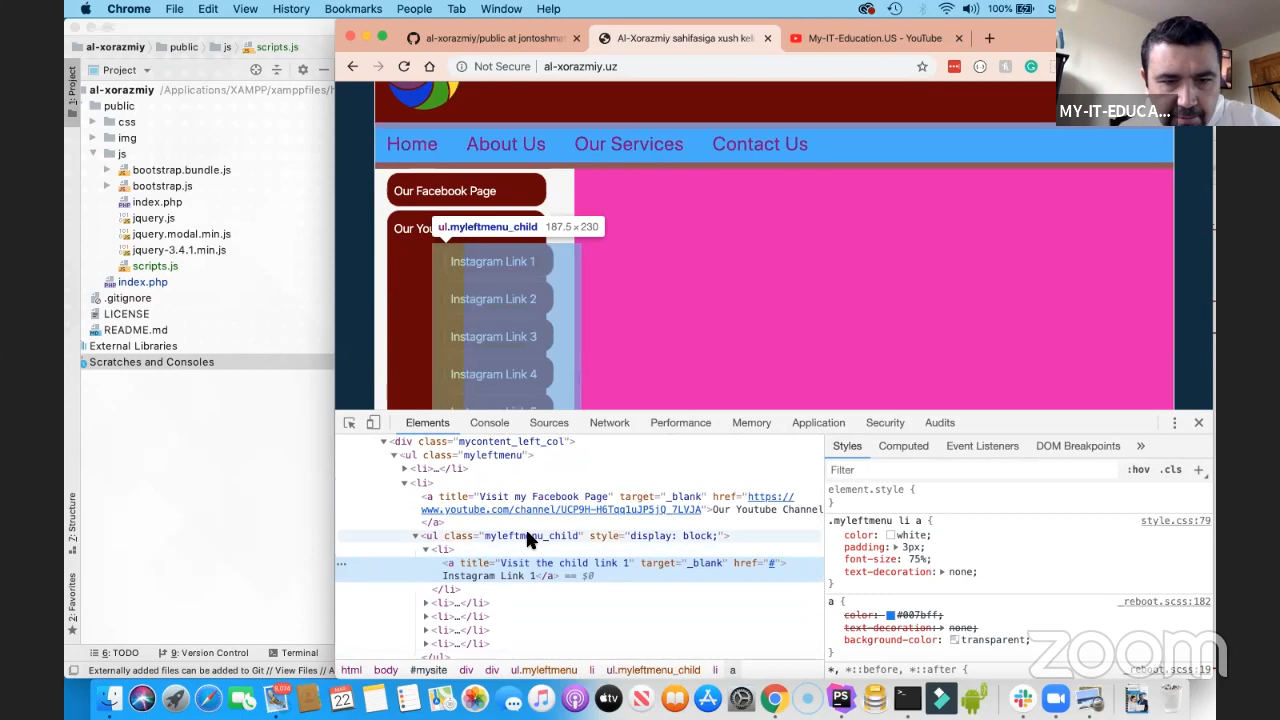 Chrome File Edit View History Bookmarks People Tab Window Help 100%
al-xorazmiy public js scripts.js
al-xorazmiy/public at jontoshmat
Al-Xorazmiy sahifasiga xush kel
My-IT-Education.US - YouTube
Project
Not Secure al-xorazmiy.uz
al-xorazmiy /Applications/XAMPP/xamppfiles/h
public
css
img
js
bootstrap.bundle.js
bootstrap.js
index.php
jquery.js
jquery.modal.min.js
jquery-3.4.1.min.js
scripts.js
index.php
.gitignore
LICENSE
README.md
External Libraries
Scratches and Consoles
1: Project
7: Structure
2: Favorites
MY-IT-EDUCA...
Home About Us Our Services Contact Us
Our Facebook Page
Our You
ul.myleftmenu_child 187.5 × 230
Instagram Link 1
Instagram Link 2
Instagram Link 3
Instagram Link 4
Elements Console Sources Network Performance Memory Application Security Audits
<div class="mycontent_left_col">
<ul class="myleftmenu">
<li>…</li>
<li>
<a title="Visit my Facebook Page" target="_blank" href="https://
www.youtube.com/channel/UCP9H-H6Tqq1uJP5jQ_7LVJA">Our Youtube Channel
</a>
<ul class="myleftmenu_child" style="display: block;">
<li>
<a title="Visit the child link 1" target="_blank" href="#">
Instagram Link 1</a> == $0
</li>
<li>…</li>
<li>…</li>
<li>…</li>
<li>…</li>
</ul>
html body #mysite div div ul.myleftmenu li ul.myleftmenu_child li a
Styles Computed Event Listeners DOM Breakpoints »
Filter :hov .cls +
element.style {
}
.myleftmenu li a { style.css:79
color: white;
padding: 3px;
font-size: 75%;
text-decoration: none;
}
a { _reboot.scss:182
color: #007bff;
text-decoration: none;
background-color: transparent;
}
*, *::before, *::after { _reboot.scss:19
6: TODO 9: Version Control Terminal
Externally added files can be added to Git // View Files // A
zoom